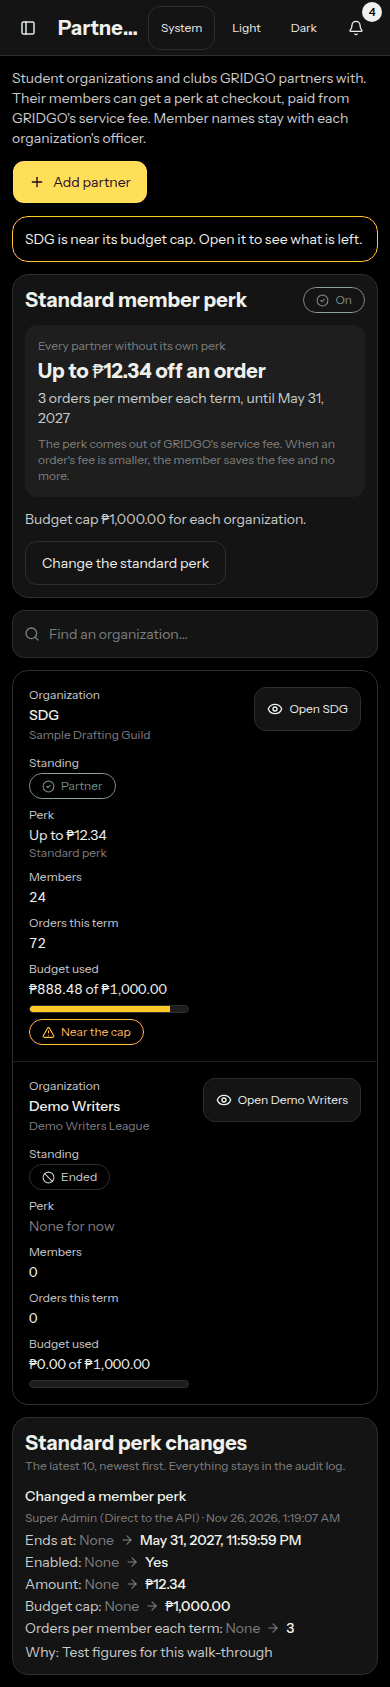 Partne...
System
Light
Dark
4
Student organizations and clubs GRIDGO partners with.
Their members can get a perk at checkout, paid from
GRIDGO's service fee. Member names stay with each
organization's officer.
Add partner
SDG is near its budget cap. Open it to see what is left.
Standard member perk
On
Every partner without its own perk
Up to ₱12.34 off an order
3 orders per member each term, until May 31,
2027
The perk comes out of GRIDGO's service fee. When an
order's fee is smaller, the member saves the fee and no
more.
Budget cap ₱1,000.00 for each organization.
Change the standard perk
Find an organization...
Organization
SDG
Sample Drafting Guild
Open SDG
Standing
Partner
Perk
Up to ₱12.34
Standard perk
Members
24
Orders this term
72
Budget used
₱888.48 of ₱1,000.00
Near the cap
Organization
Demo Writers
Demo Writers League
Open Demo Writers
Standing
Ended
Perk
None for now
Members
0
Orders this term
0
Budget used
₱0.00 of ₱1,000.00
Standard perk changes
The latest 10, newest first. Everything stays in the audit log.
Changed a member perk
Super Admin (Direct to the API) · Nov 26, 2026, 1:19:07 AM
Ends at: None → May 31, 2027, 11:59:59 PM
Enabled: None → Yes
Amount: None → ₱12.34
Budget cap: None → ₱1,000.00
Orders per member each term: None → 3
Why: Test figures for this walk-through